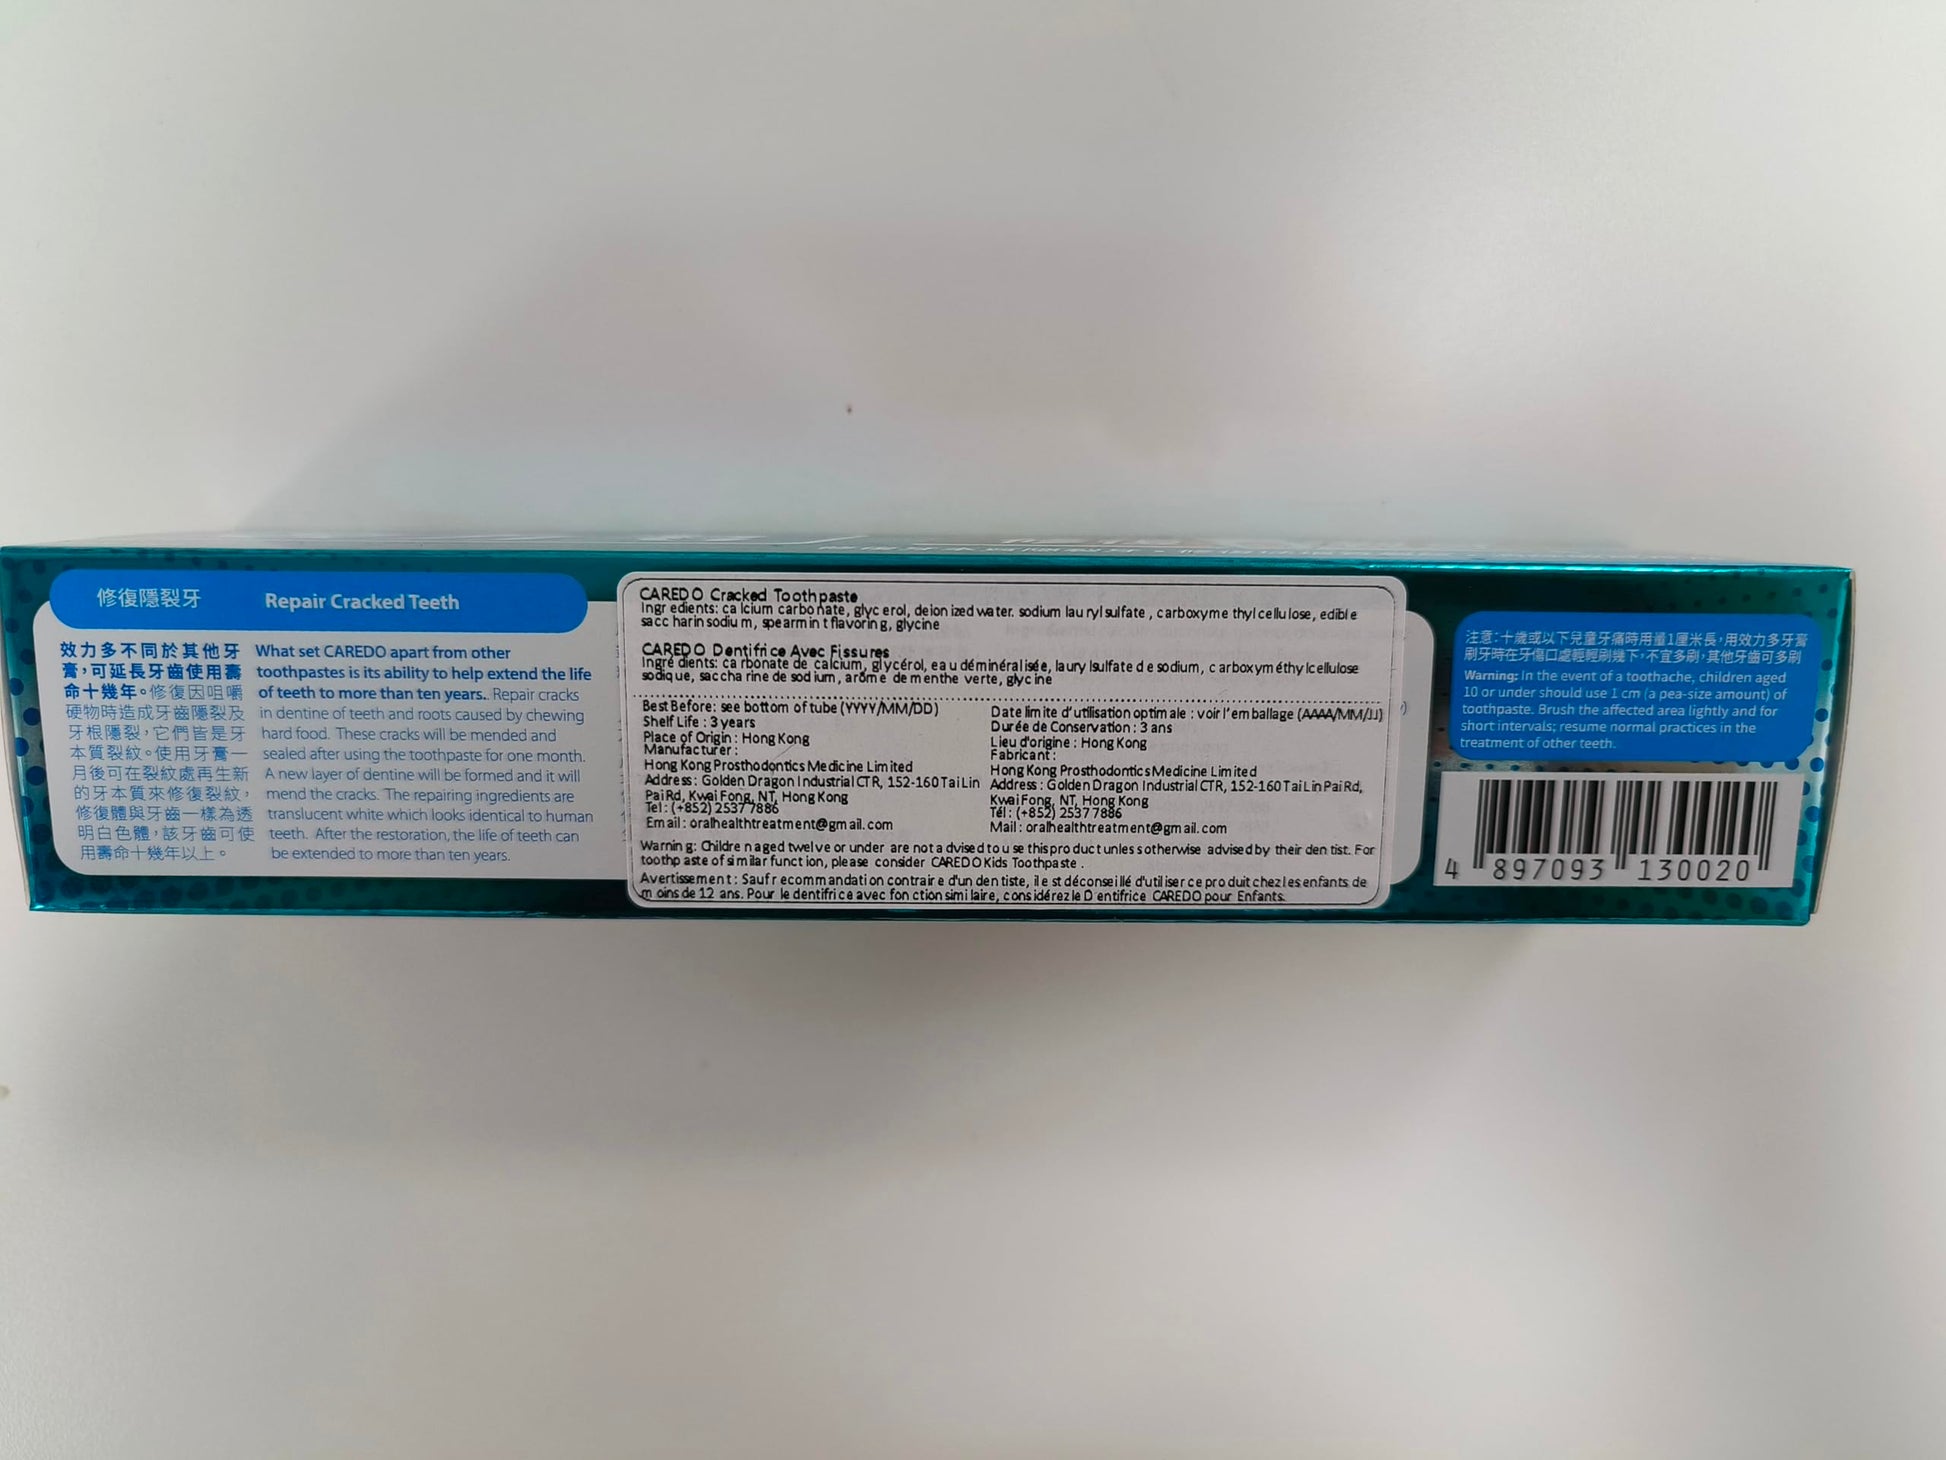 修復隱裂牙
Repair Cracked Teeth
效力多不同於其他牙
膏，可延長牙齒使用壽
命十幾年。修復因咀嚼
硬物時造成牙齒隱裂及
牙根隱裂，它們皆是牙
本質裂紋。使用牙膏一
月後可在裂紋處再生新
的牙本質來修復裂紋，
修復體與牙齒一樣為透
明白色體，該牙齒可使
用壽命十幾年以上。
What set CAREDO apart from other
toothpastes is its ability to help extend the life
of teeth to more than ten years. Repair cracks
in dentine of teeth and roots caused by chewing
hard food. These cracks will be mended and
sealed after using the toothpaste for one month.
A new layer of dentine will be formed and it will
mend the cracks. The repairing ingredients are
translucent white which looks identical to human
teeth. After the restoration, the life of teeth can
be extended to more than ten years.
CAREDO Cracked Toothpaste
Ingredients: calcium carbonate, glycerol, deionized water. sodium lauryl sulfate, carboxymethyl cellulose, edible
saccharin sodium, spearmint flavoring, glycine
CAREDO Dentifrice Avec Fissures
Ingrédients: carbonate de calcium, glycérol, eau déminéralisée, laurylsulfate de sodium, carboxyméthylcellulose
sodique, saccharine de sodium, arôme de menthe verte, glycine
Best Before: see bottom of tube (YYYY/MM/DD)
Shelf Life : 3 years
Place of Origin : Hong Kong
Manufacturer :
Hong Kong Prosthodontics Medicine Limited
Address : Golden Dragon Industrial CTR, 152-160 Tai Lin
Pai Rd, Kwai Fong, NT, Hong Kong
Tel : (+852) 2537 7886
Email : oralhealthtreatment@gmail.com
Date limite d'utilisation optimale : voir l'emballage (AAAA/MM/JJ)
Durée de Conservation : 3 ans
Lieu d'origine : Hong Kong
Fabricant :
Hong Kong Prosthodontics Medicine Limited
Address : Golden Dragon Industrial CTR, 152-160 Tai Lin Pai Rd,
Kwai Fong, NT, Hong Kong
Tél : (+852) 2537 7886
Mail : oralhealthtreatment@gmail.com
Warning: Children aged twelve or under are not advised to use this product unless otherwise advised by their dentist. For
toothpaste of similar function, please consider CAREDO Kids Toothpaste .
Avertissement : Sauf recommandation contraire d'un dentiste, il est déconseillé d'utiliser ce produit chez les enfants de
moins de 12 ans. Pour le dentifrice avec fonction similaire, considérez le Dentifrice CAREDO pour Enfants.
注意：十歲或以下兒童牙痛時用量1厘米長，用效力多牙膏
刷牙時在牙傷口處輕輕刷幾下，不宜多刷，其他牙齒可多刷
Warning: In the event of a toothache, children aged
10 or under should use 1 cm (a pea-size amount) of
toothpaste. Brush the affected area lightly and for
short intervals; resume normal practices in the
treatment of other teeth.
4 897093 130020